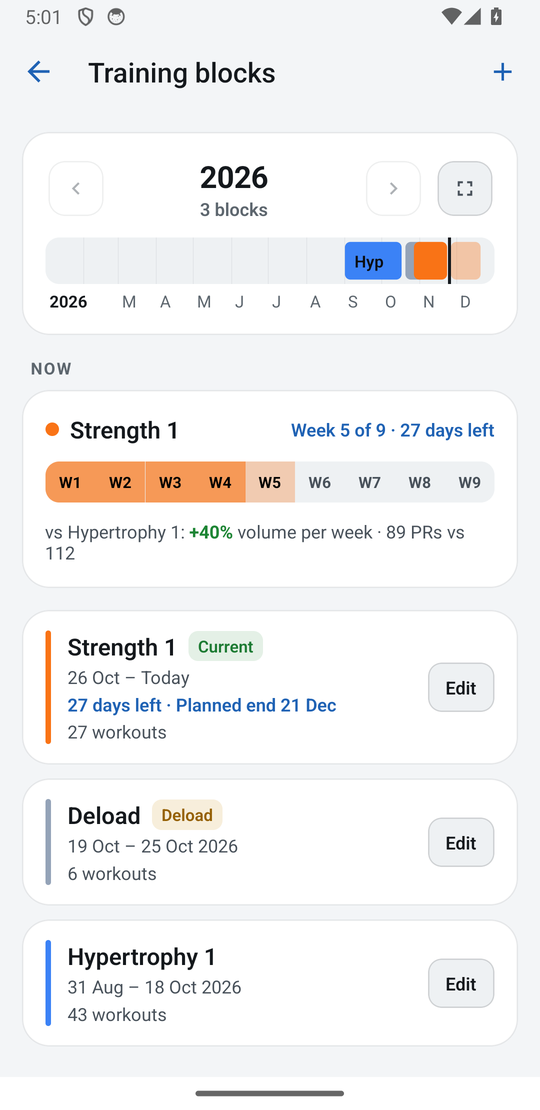 5:01
Training blocks
2026
3 blocks
Hyp
2026 M A M J J A S O N D
NOW
Strength 1 Week 5 of 9 · 27 days left
W1 W2 W3 W4 W5 W6 W7 W8 W9
vs Hypertrophy 1: +40% volume per week · 89 PRs vs
112
Strength 1 Current
26 Oct – Today
27 days left · Planned end 21 Dec
27 workouts
Edit
Deload Deload
19 Oct – 25 Oct 2026
6 workouts
Edit
Hypertrophy 1
31 Aug – 18 Oct 2026
43 workouts
Edit